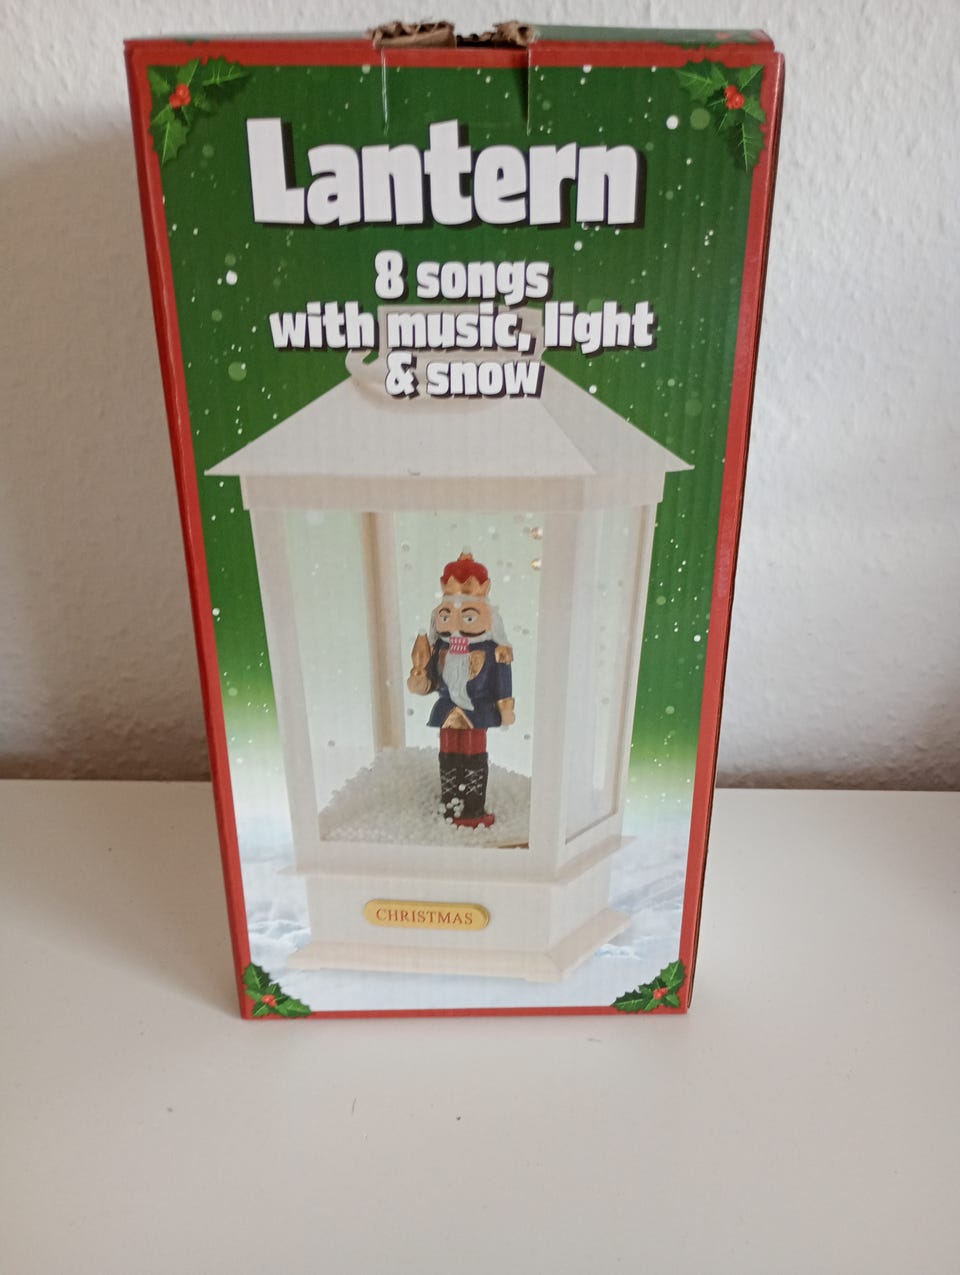 Lantern
8 songs
with music, light
& snow
CHRISTMAS